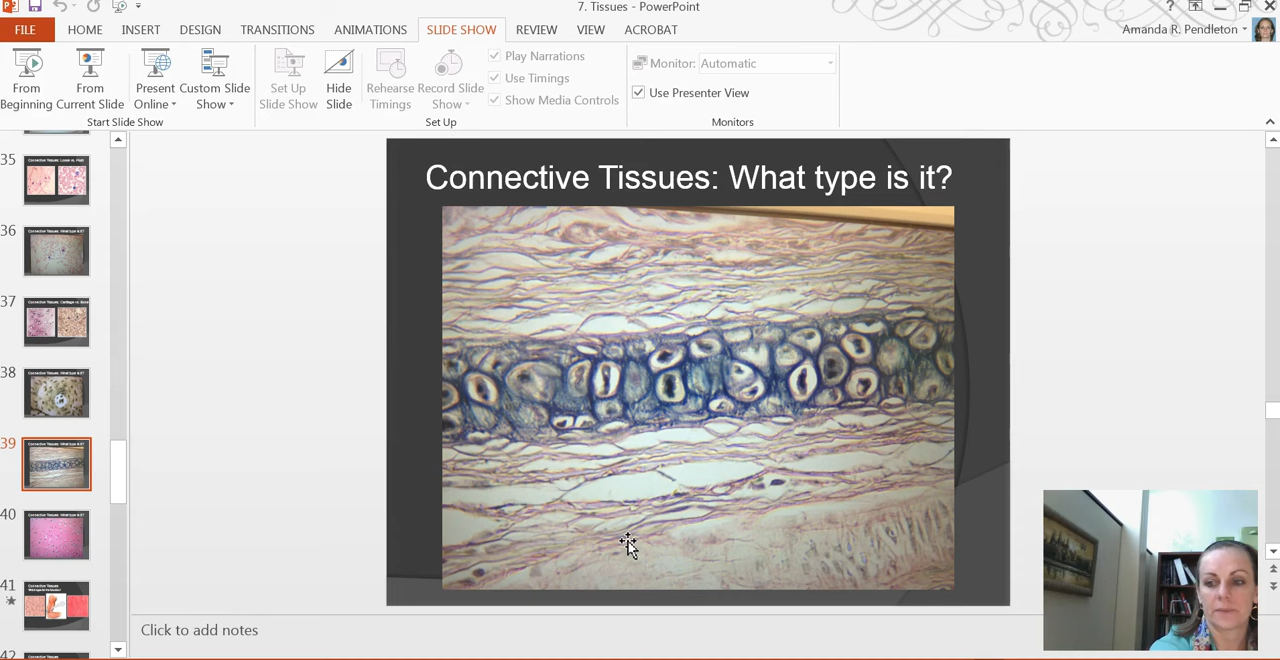 7. Tissues - PowerPoint
?
FILE HOME INSERT DESIGN TRANSITIONS ANIMATIONS SLIDE SHOW REVIEW VIEW ACROBAT
Amanda R. Pendleton
From Beginning
From Current Slide
Present Online
Custom Slide Show
Start Slide Show
Set Up Slide Show
Hide Slide
Rehearse Timings
Record Slide Show
Play Narrations
Use Timings
Show Media Controls
Set Up
Monitor: Automatic
Use Presenter View
Monitors
35
36
37
38
39
40
41
42
Connective Tissues: What type is it?
Click to add notes